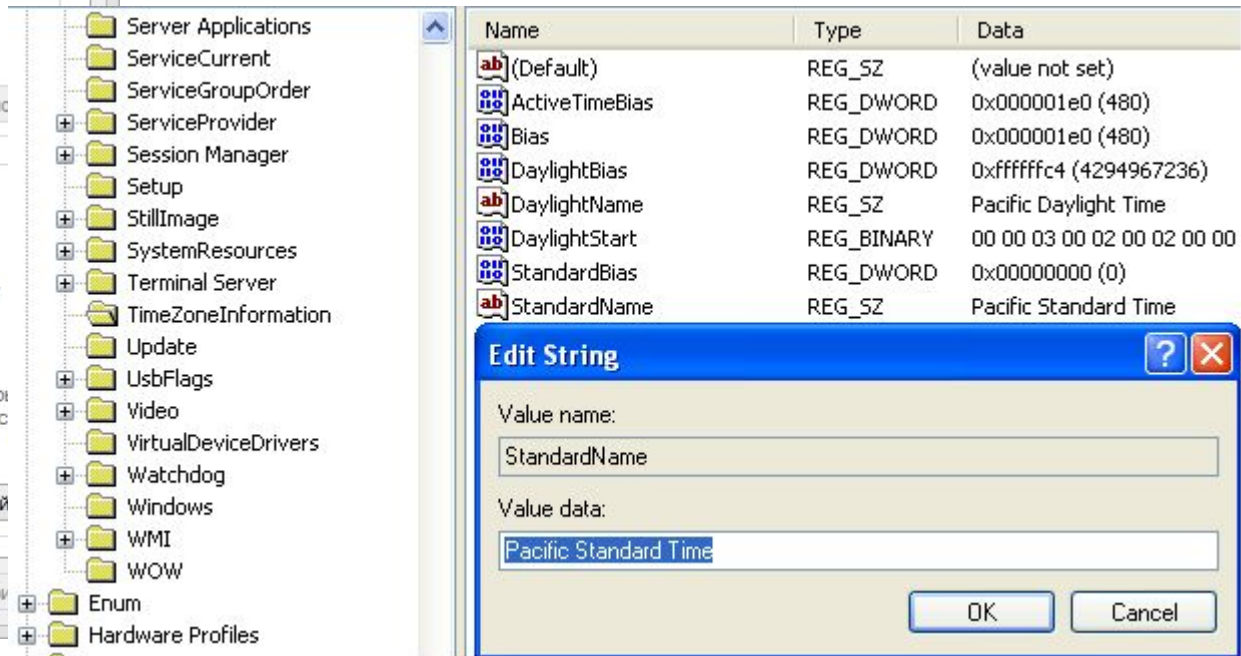 Server Applications
ServiceCurrent
ServiceGroupOrder
ServiceProvider
Session Manager
Setup
StillImage
SystemResources
Terminal Server
TimeZoneInformation
Update
UsbFlags
Video
VirtualDeviceDrivers
Watchdog
Windows
WMI
WOW
Enum
Hardware Profiles
Name Type Data
(Default) REG_SZ (value not set)
ActiveTimeBias REG_DWORD 0x000001e0 (480)
Bias REG_DWORD 0x000001e0 (480)
DaylightBias REG_DWORD 0xffffffc4 (4294967236)
DaylightName REG_SZ Pacific Daylight Time
DaylightStart REG_BINARY 00 00 03 00 02 00 02 00 00
StandardBias REG_DWORD 0x00000000 (0)
StandardName REG_SZ Pacific Standard Time
Edit String
Value name:
StandardName
Value data:
Pacific Standard Time
OK Cancel